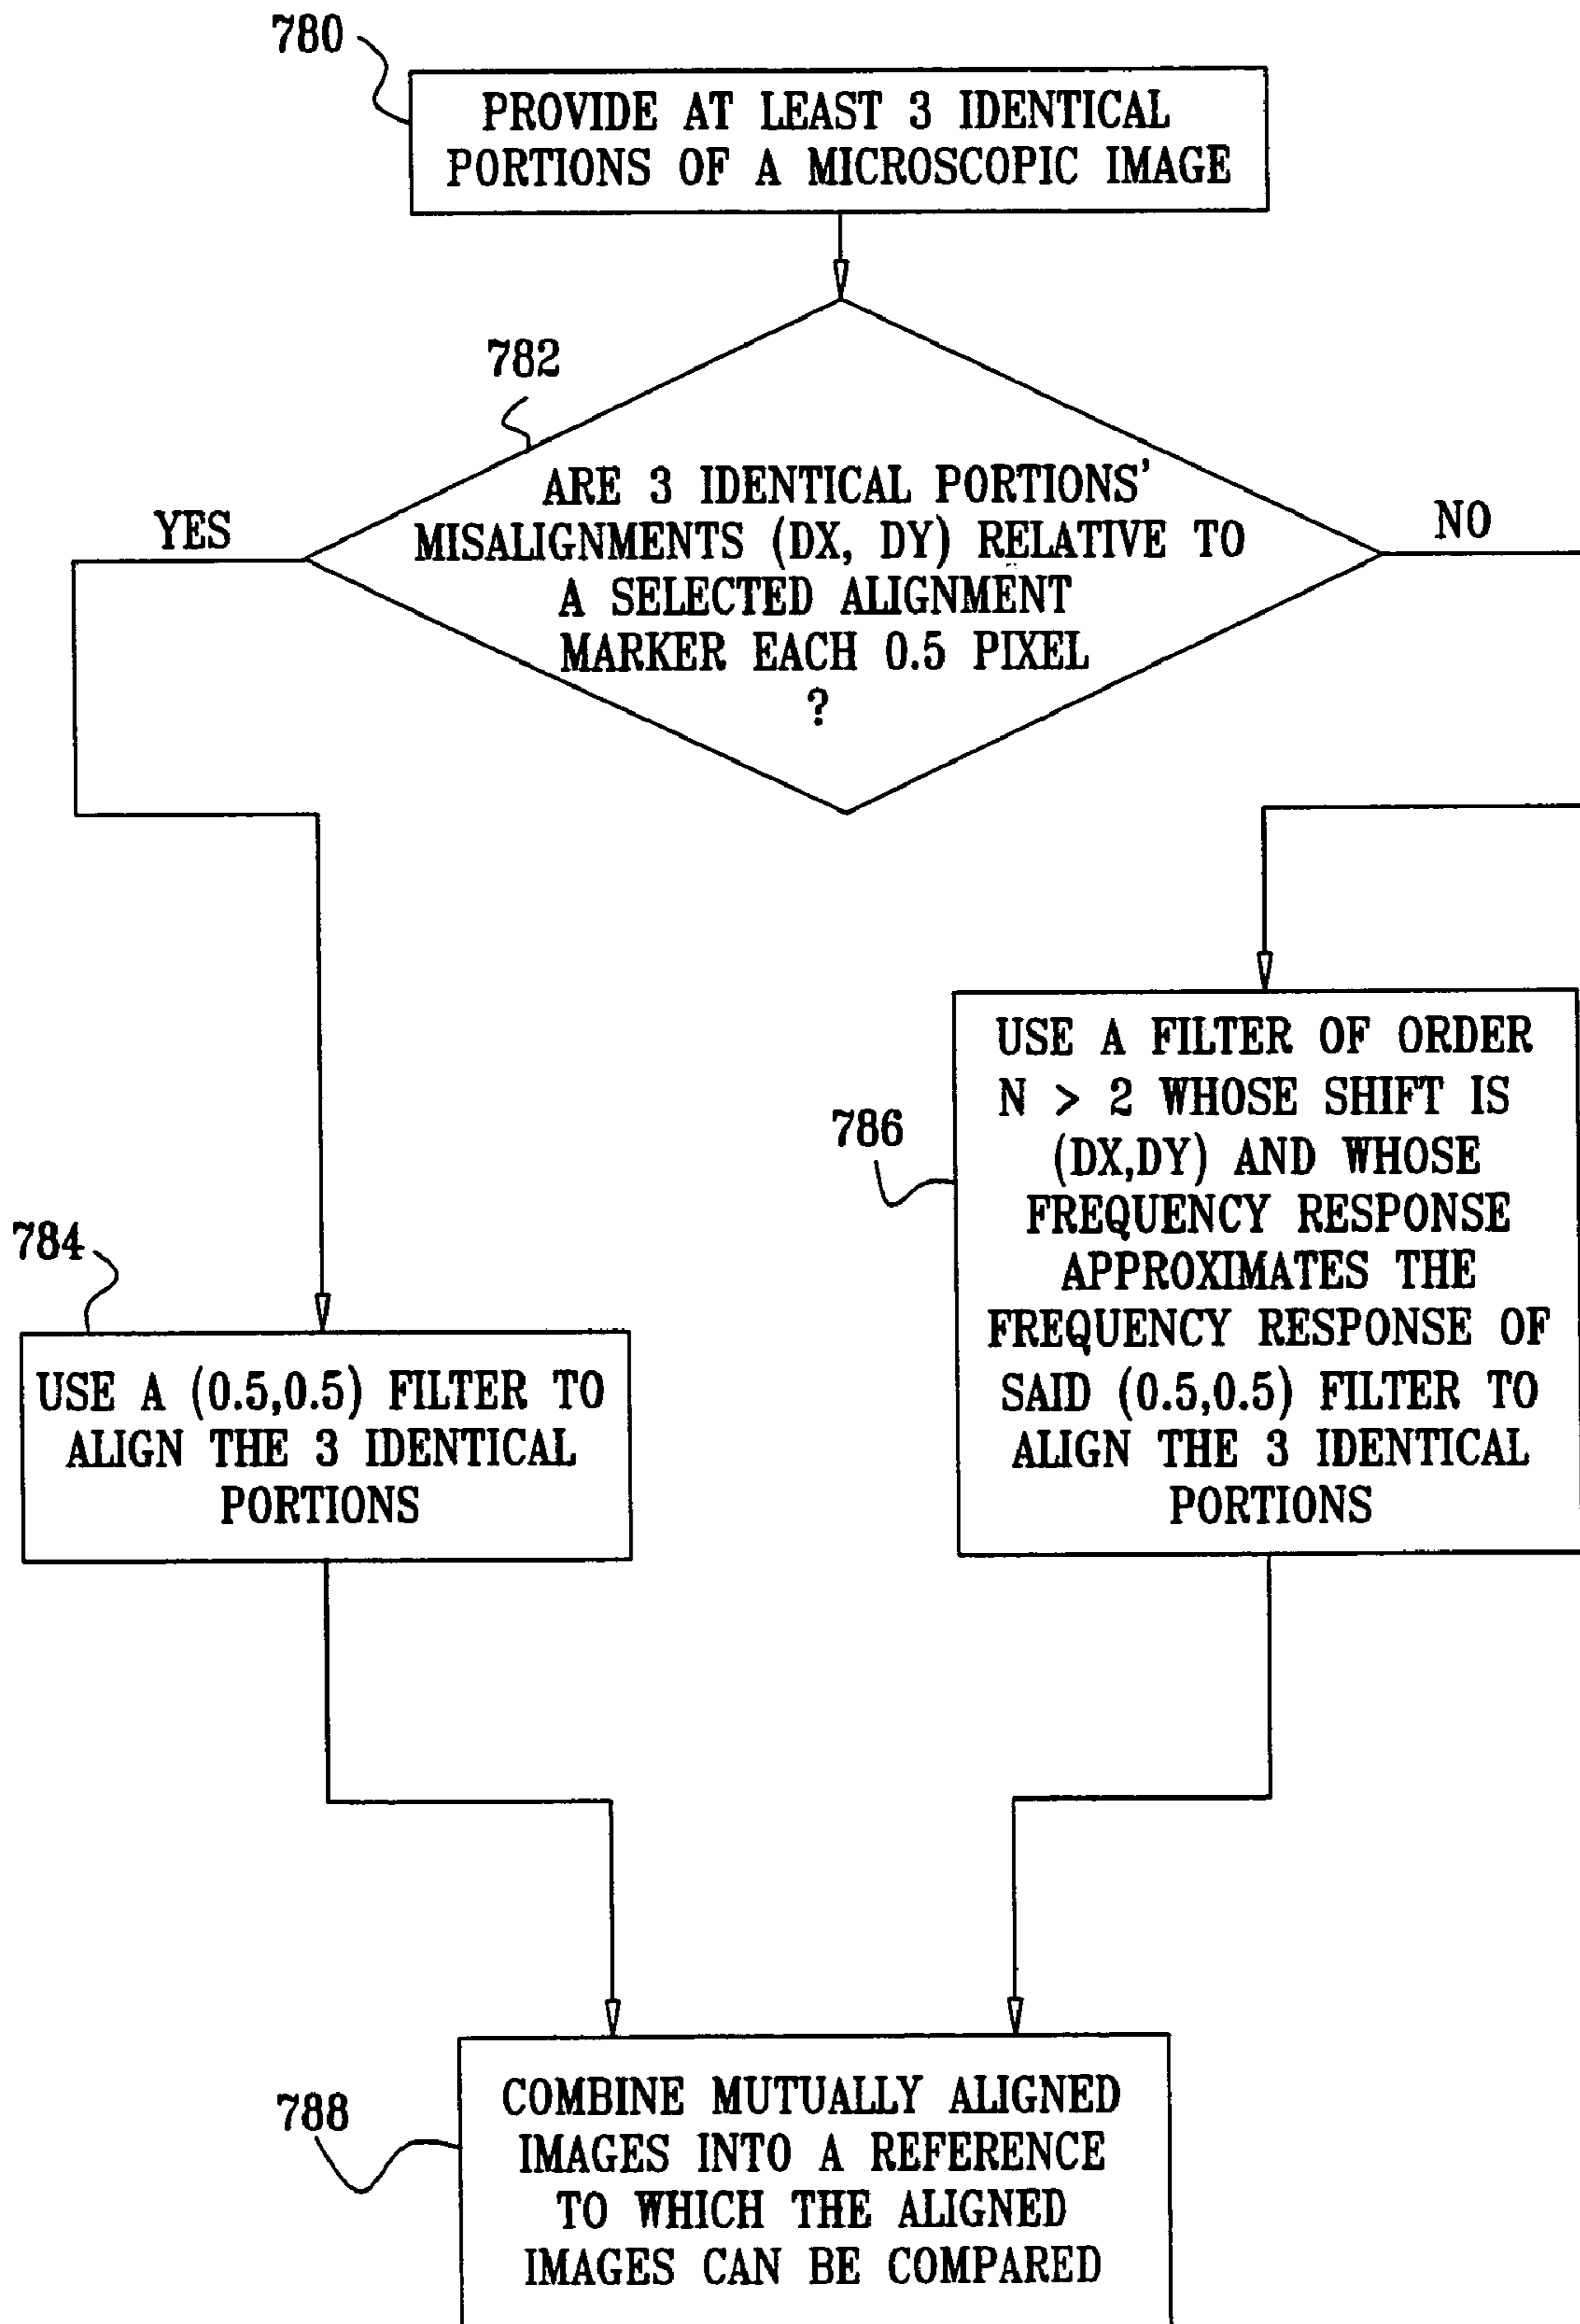 780
PROVIDE AT LEAST 3 IDENTICAL
PORTIONS OF A MICROSCOPIC IMAGE
782
ARE 3 IDENTICAL PORTIONS'
MISALIGNMENTS (DX, DY) RELATIVE TO
A SELECTED ALIGNMENT
MARKER EACH 0.5 PIXEL
?
YES
NO
784
USE A (0.5,0.5) FILTER TO
ALIGN THE 3 IDENTICAL
PORTIONS
786
USE A FILTER OF ORDER
N > 2 WHOSE SHIFT IS
(DX,DY) AND WHOSE
FREQUENCY RESPONSE
APPROXIMATES THE
FREQUENCY RESPONSE OF
SAID (0.5,0.5) FILTER TO
ALIGN THE 3 IDENTICAL
PORTIONS
788
COMBINE MUTUALLY ALIGNED
IMAGES INTO A REFERENCE
TO WHICH THE ALIGNED
IMAGES CAN BE COMPARED